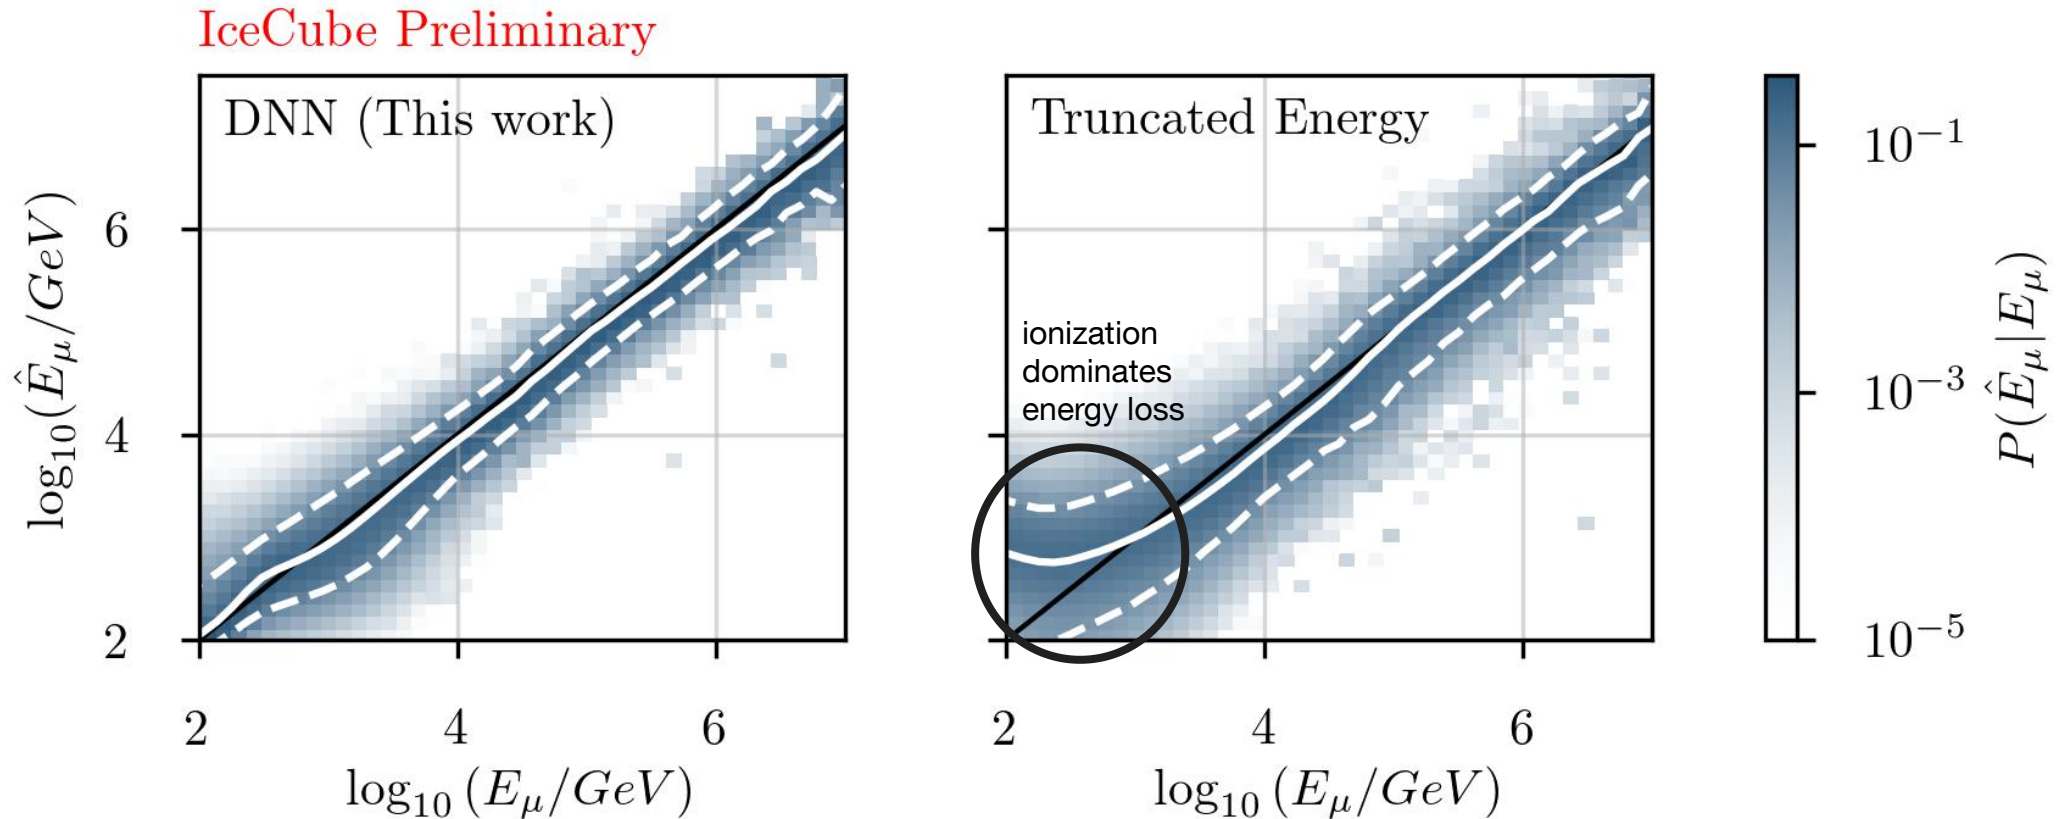 IceCube Preliminary
DNN (This work)
Truncated Energy
ionization
dominates
energy loss
log₁₀(Ê_μ/GeV)
6
4
2
2 4 6
2 4 6
log₁₀ (E_μ/GeV)
log₁₀ (E_μ/GeV)
10⁻¹
10⁻³
10⁻⁵
P(Ê_μ|E_μ)